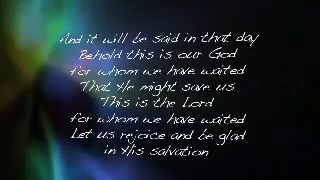 And it will be said in that day
Behold this is our God
for whom we have waited
That He might save us
This is the Lord
for whom we have waited
Let us rejoice and be glad
in His salvation